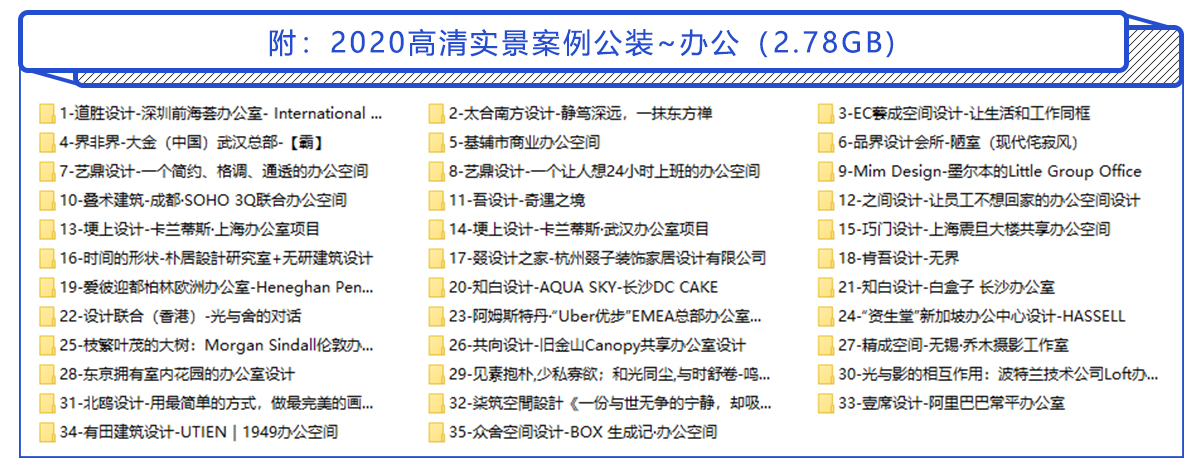 附：2020高清实景案例公装~办公（2.78GB）
1-道胜设计-深圳前海荟办公室- International ...
2-太合南方设计-静笃深远，一抹东方禅
3-EC蓦成空间设计-让生活和工作同框
4-界非界-大金（中国）武汉总部-【霸】
5-基辅市商业办公空间
6-品界设计会所-陋室（现代侘寂风）
7-艺鼎设计-一个简约、格调、通透的办公空间
8-艺鼎设计-一个让人想24小时上班的办公空间
9-Mim Design-墨尔本的Little Group Office
10-叠术建筑-成都·SOHO 3Q联合办公空间
11-吾设计-奇遇之境
12-之间设计-让员工不想回家的办公空间设计
13-埂上设计-卡兰蒂斯·上海办公室项目
14-埂上设计-卡兰蒂斯·武汉办公室项目
15-巧门设计-上海震旦大楼共享办公空间
16-时间的形状-朴居設計研究室+无研建筑设计
17-叕设计之家-杭州叕子装饰家居设计有限公司
18-肯吾设计-无界
19-爱彼迎都柏林欧洲办公室-Heneghan Pen...
20-知白设计-AQUA SKY-长沙DC CAKE
21-知白设计-白盒子 长沙办公室
22-设计联合（香港）-光与舍的对话
23-阿姆斯特丹·“Uber优步”EMEA总部办公室...
24-“资生堂”新加坡办公中心设计-HASSELL
25-枝繁叶茂的大树：Morgan Sindall伦敦办...
26-共向设计-旧金山Canopy共享办公室设计
27-精成空间-无锡·乔木摄影工作室
28-东京拥有室内花园的办公室设计
29-见素抱朴,少私寡欲；和光同尘,与时舒卷-鸣...
30-光与影的相互作用：波特兰技术公司Loft办...
31-北鸥设计-用最简单的方式，做最完美的画...
32-柒筑空間設計《一份与世无争的宁静，却吸...
33-壹席设计-阿里巴巴常平办公室
34-有田建筑设计-UTIEN | 1949办公空间
35-众舍空间设计-BOX 生成记·办公空间